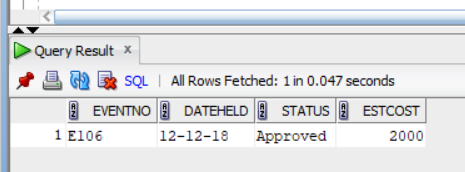 Query Result x
SQL | All Rows Fetched: 1 in 0.047 seconds
EVENTNO DATEHELD STATUS ESTCOST
1 E106 12-12-18 Approved 2000